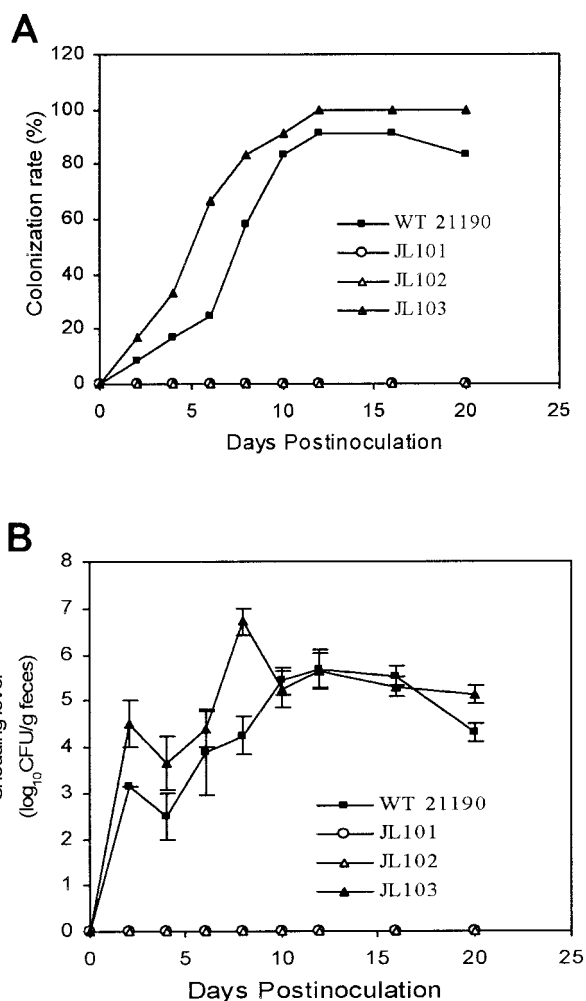 A
120
100
80
60
40
20
0
Colonization rate (%)
WT 21190
JL101
JL102
JL103
0 5 10 15 20 25
Days Postinoculation
B
8
7
6
5
4
3
2
1
0
level
(log10CFU/g feces)
WT 21190
JL101
JL102
JL103
0 5 10 15 20 25
Days Postinoculation